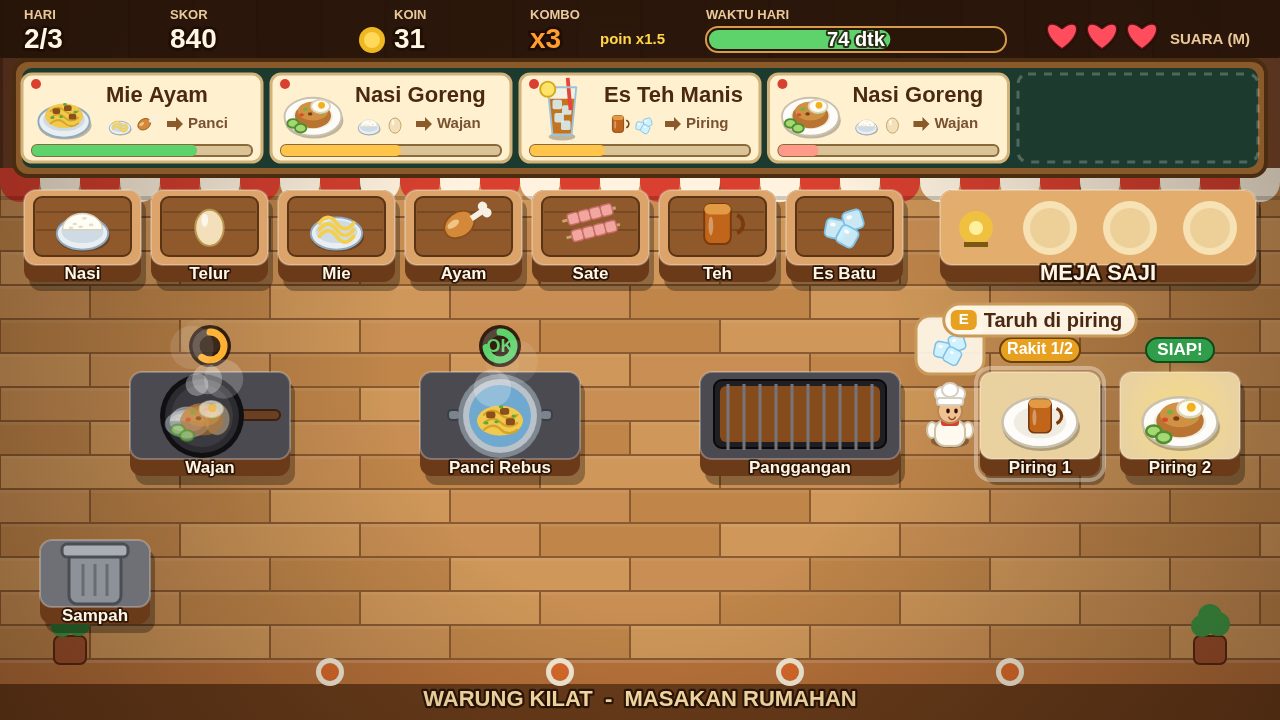 HARI
2/3
SKOR
840
KOIN
31
KOMBO
x3
poin x1.5
WAKTU HARI
74 dtk
SUARA (M)
Mie Ayam
Panci
Nasi Goreng
Wajan
Es Teh Manis
Piring
Nasi Goreng
Wajan
Nasi
Telur
Mie
Ayam
Sate
Teh
Es Batu
MEJA SAJI
E Taruh di piring
OK
Rakit 1/2
SIAP!
Wajan
Panci Rebus
Panggangan
Piring 1
Piring 2
Sampah
WARUNG KILAT - MASAKAN RUMAHAN